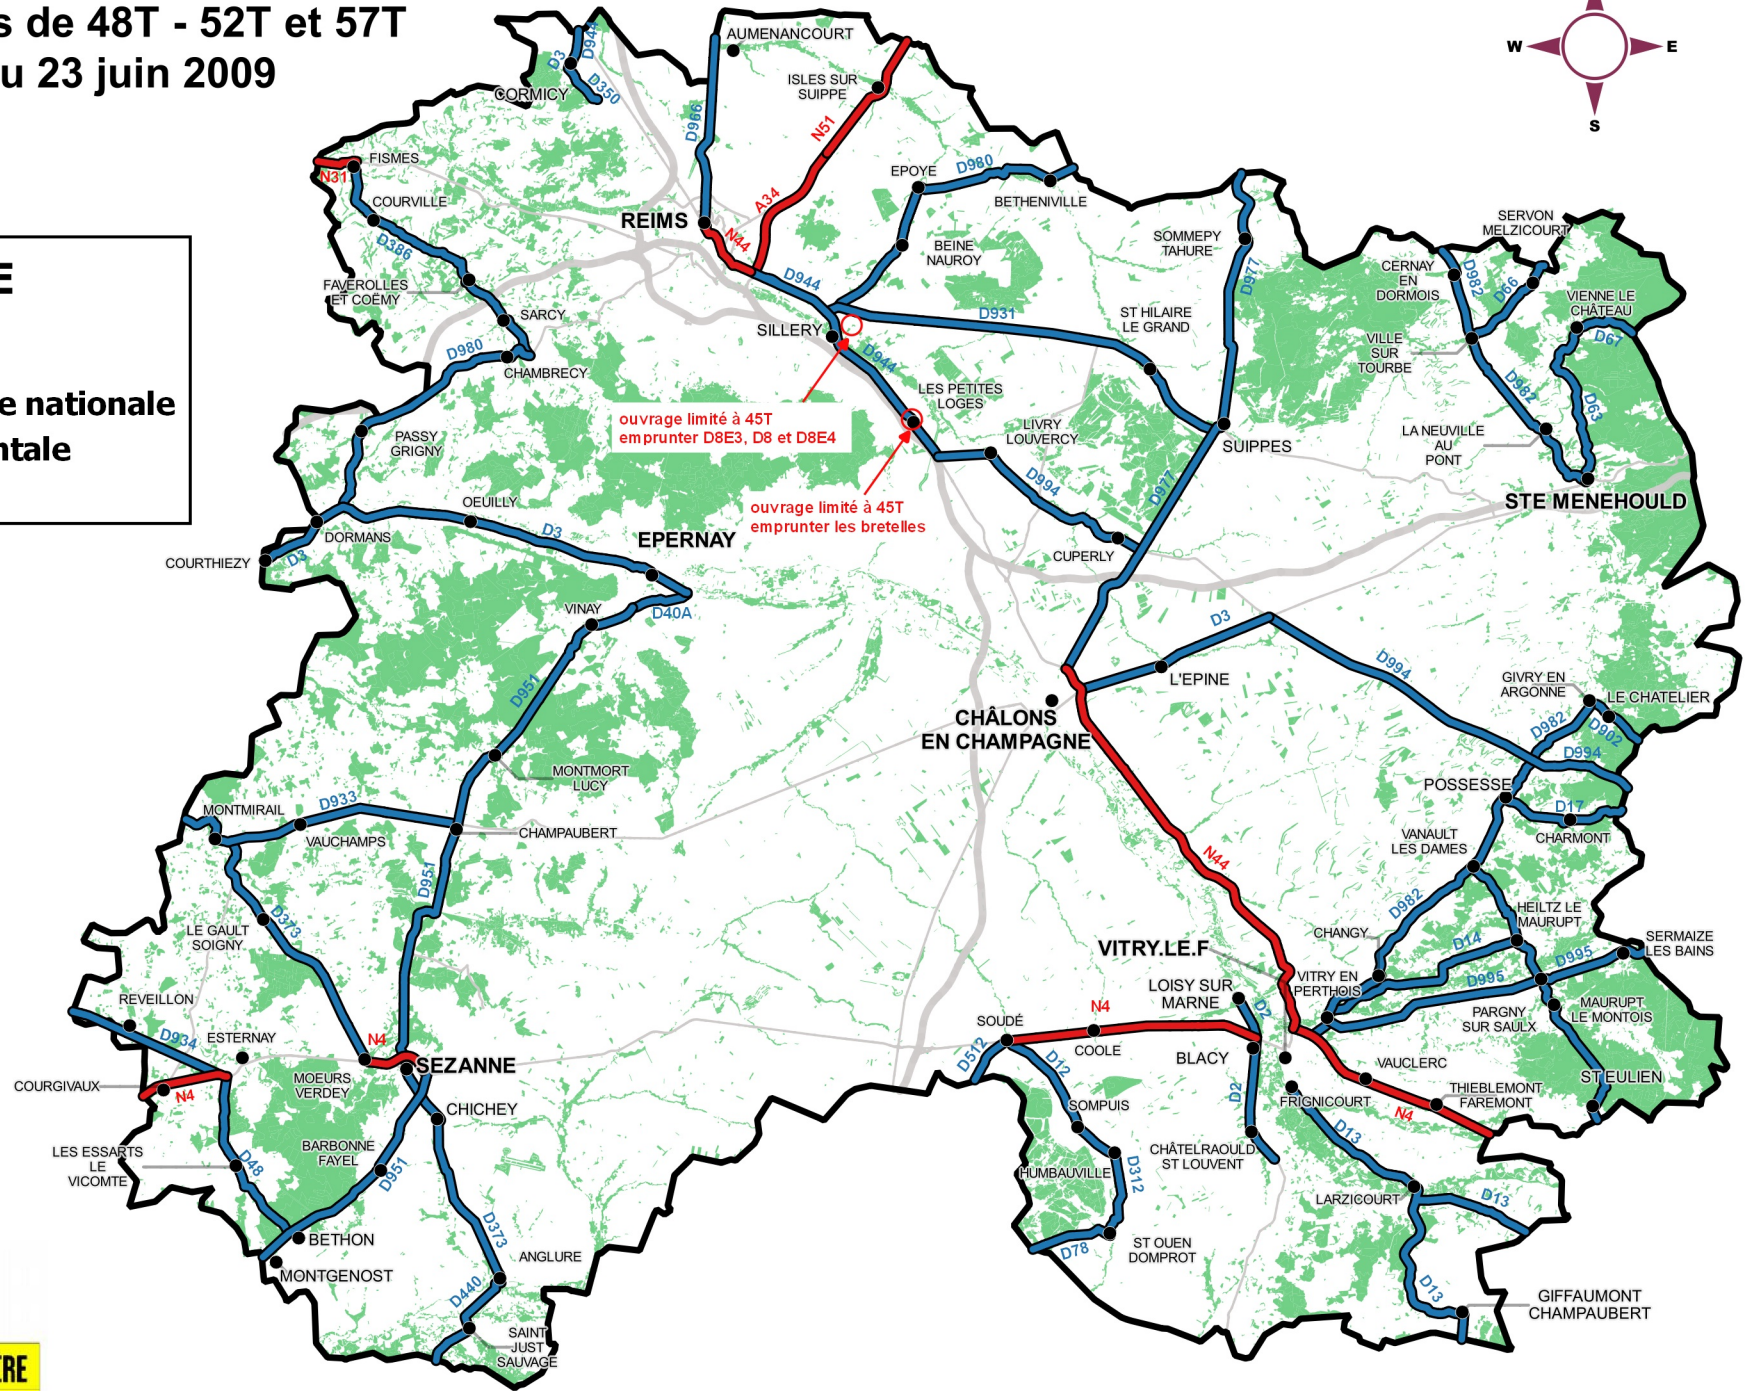 s de 48T - 52T et 57T
u 23 juin 2009
E
e nationale
ntale
ERE
W
E
S
AUMENANCOURT
D944
D3
D350
CORMICY
ISLES SUR
SUIPPE
D966
N51
FISMES
N31
COURVILLE
D386
EPOYE
D980
BETHENIVILLE
A34
REIMS
N44
BEINE
NAUROY
SOMMEPY
TAHURE
D977
SERVON
MELZICOURT
CERNAY
EN
DORMOIS
D982
D66
VIENNE LE
CHÂTEAU
D67
FAVEROLLES
ET COËMY
D944
SARCY
SILLERY
D931
ST HILAIRE
LE GRAND
VILLE
SUR
TOURBE
D980
CHAMBRECY
D944
LES PETITES
LOGES
D982
D63
ouvrage limité à 45T
emprunter D8E3, D8 et D8E4
LIVRY
LOUVERCY
PASSY
GRIGNY
SUIPPES
LA NEUVILLE
AU
PONT
STE MENEHOULD
D994
D977
ouvrage limité à 45T
emprunter les bretelles
OEUILLY
D3
DORMANS
EPERNAY
COURTHIEZY
D3
CUPERLY
VINAY
D40A
D3
D994
L'EPINE
D951
GIVRY EN
ARGONNE
LE CHATELIER
CHÂLONS
EN CHAMPAGNE
D982
D902
D994
MONTMORT
LUCY
POSSESSE
D17
CHARMONT
MONTMIRAIL
D933
VAUCHAMPS
CHAMPAUBERT
VANAULT
LES DAMES
N44
D951
D982
D373
LE GAULT
SOIGNY
HEILTZ LE
MAURUPT
CHANGY
D14
SERMAIZE
LES BAINS
D995
VITRY.LE.F
LOISY SUR
MARNE
D2
VITRY EN
PERTHOIS
D995
REVEILLON
PARGNY
SUR SAULX
MAURUPT
LE MONTOIS
D934
ESTERNAY
N4
SEZANNE
SOUDÉ
N4
COOLE
D512
D12
BLACY
VAUCLERC
ST EULIEN
COURGIVAUX
N4
MOEURS
VERDEY
CHICHEY
SOMPUIS
D2
FRIGNICOURT
THIEBLEMONT
FAREMONT
N4
D13
LES ESSARTS
LE
VICOMTE
D48
BARBONNE
FAYEL
D951
HUMBAUVILLE
D312
CHÂTELRAOULD
ST LOUVENT
LARZICOURT
D13
D373
BETHON
ANGLURE
D78
ST OUEN
DOMPROT
MONTGENOST
D440
D13
GIFFAUMONT
CHAMPAUBERT
SAINT
JUST
SAUVAGE